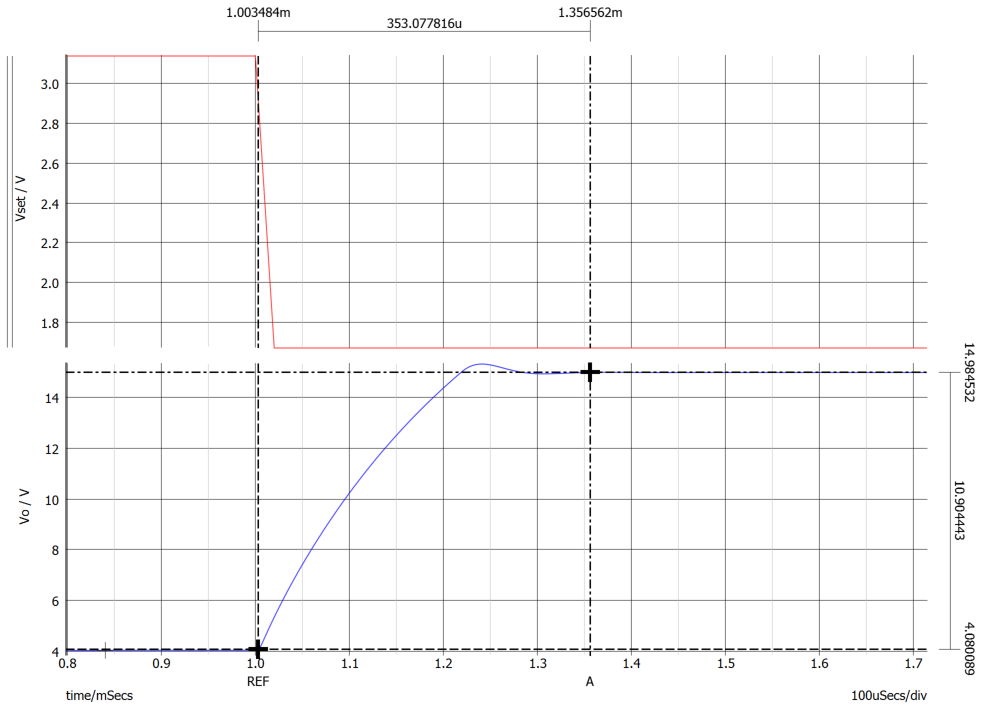 1.003484m
1.356562m
353.077816u
3.0
2.8
2.6
2.4
2.2
2.0
1.8
Vset / V
14
12
10
8
6
4
Vo / V
14.984532
10.904443
4.080089
0.8
0.9
1.0
1.1
1.2
1.3
1.4
1.5
1.6
1.7
REF
A
time/mSecs
100uSecs/div